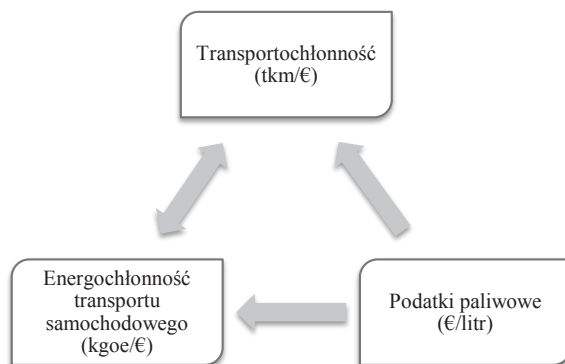 Transportochłonność
(tkm/€)
Energochłonność
transportu
samochodowego
(kgoe/€)
Podatki paliwowe
(€/litr)